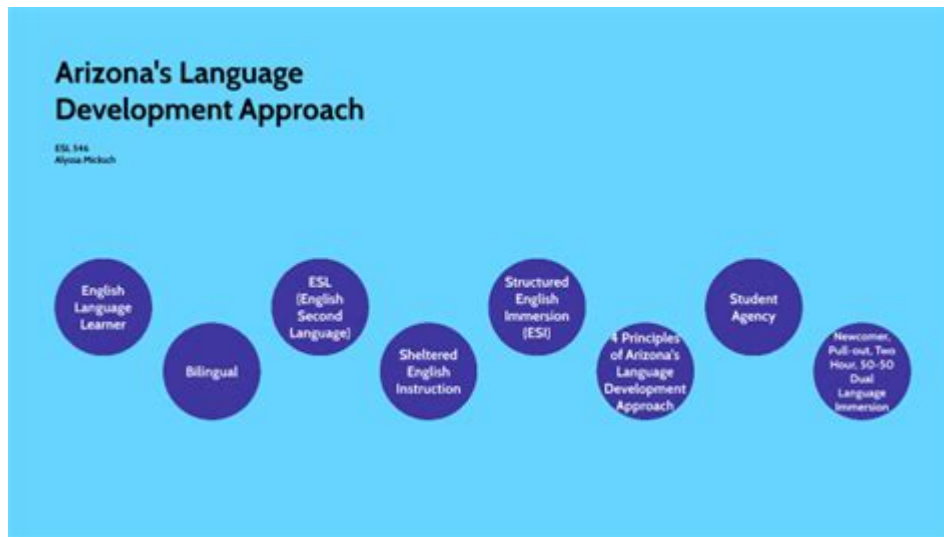 Arizona's Language
Development Approach
ESL 546
Alyssa Mickuch
English
Language
Learner
Bilingual
ESL
(English
Second
Language)
Sheltered
English
Instruction
Structured
English
Immersion
(ESI)
4 Principles
of Arizona's
Language
Development
Approach
Student
Agency
Newcomer,
Pull-out, Two
Hour, 50-50
Dual
Language
Immersion